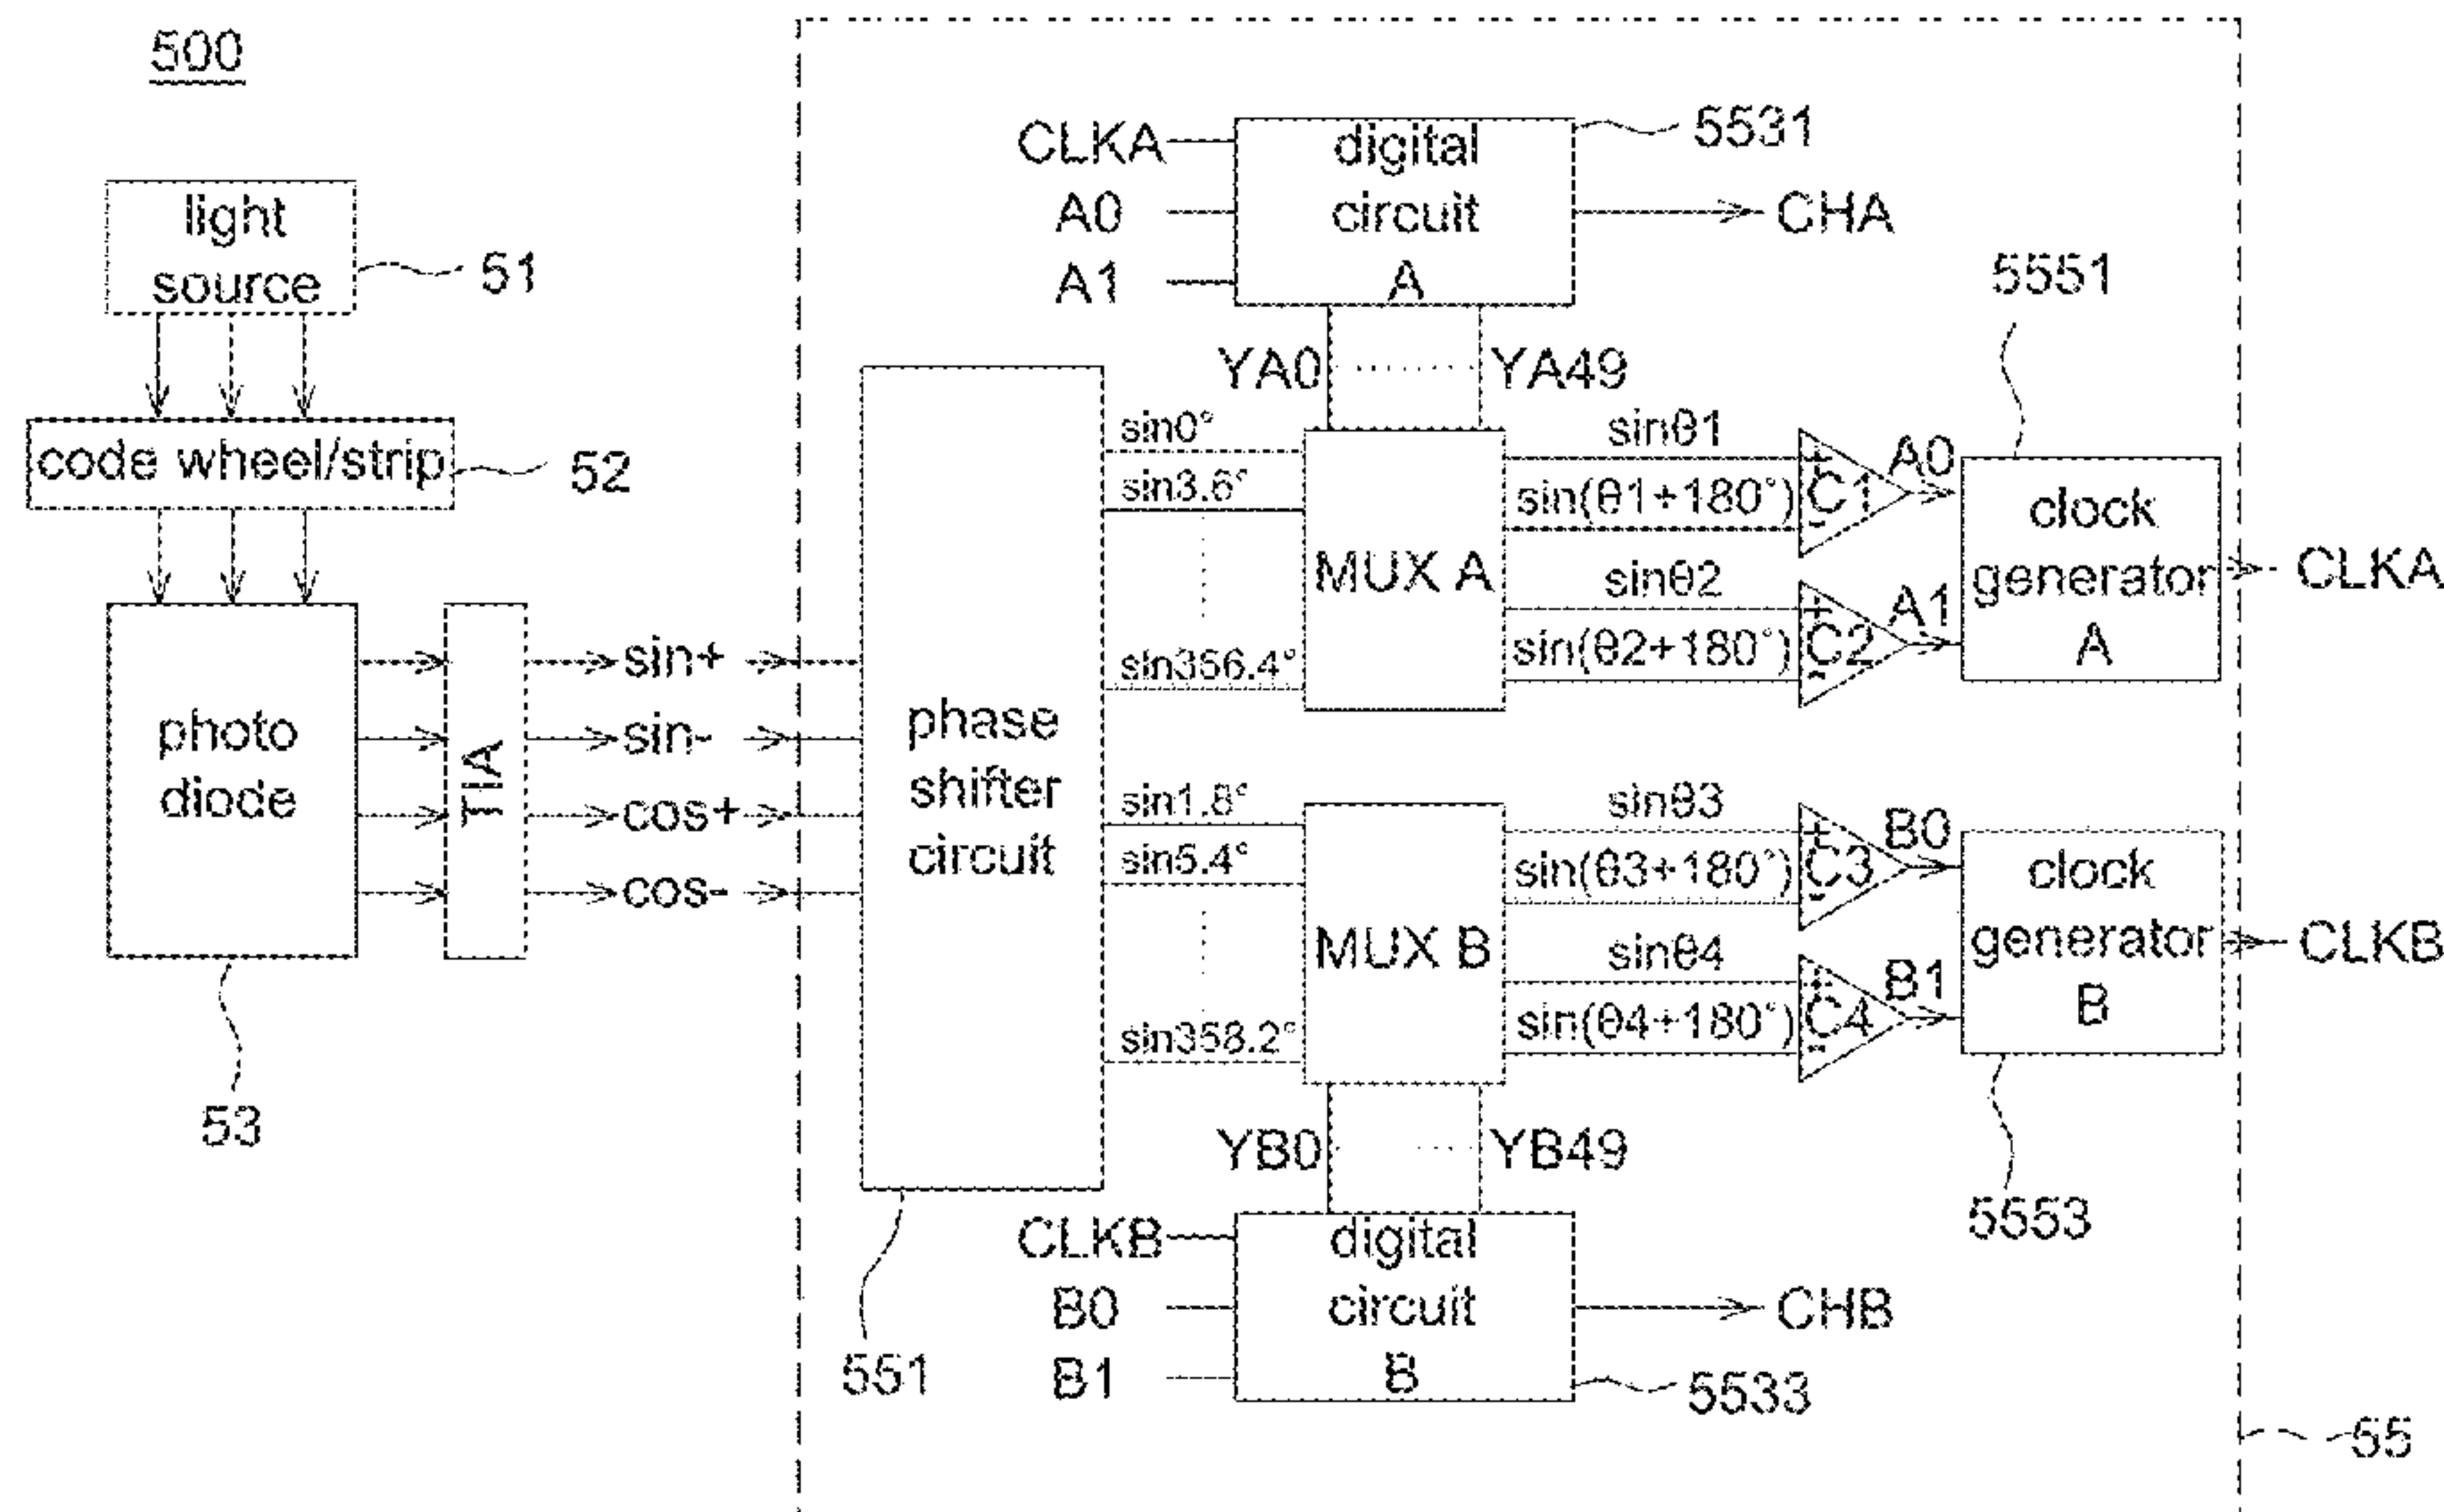 500
light
source
51
code wheel/strip
52
photo
diode
53
TIA
sin+
sin-
cos+
cos-
phase
shifter
circuit
551
CLKA
A0
A1
digital
circuit
A
5531
CHA
YA0
YA49
sin0°
sin3.6°
sin356.4°
MUX A
sinθ1
sin(θ1+180°)
sinθ2
sin(θ2+180°)
+
C1
-
A0
+
C2
-
A1
5551
clock
generator
A
CLKA
sin1.8°
sin5.4°
sin358.2°
MUX B
sinθ3
sin(θ3+180°)
sinθ4
sin(θ4+180°)
+
C3
-
B0
+
C4
-
B1
clock
generator
B
CLKB
5553
YB0
YB49
CLKB
B0
B1
digital
circuit
B
CHB
5533
55